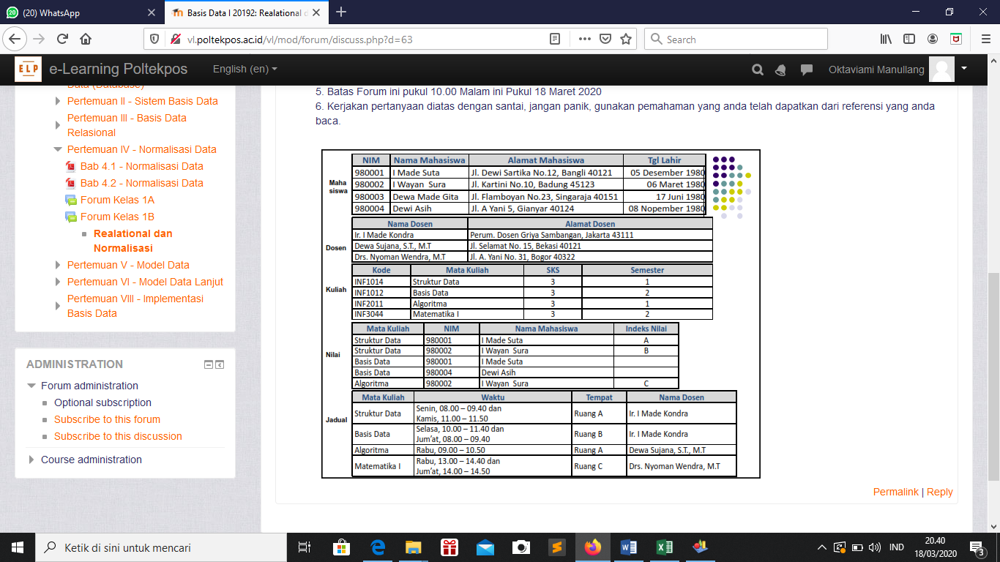 (20) WhatsApp
Basis Data I 20192: Realational d
vl.poltekpos.ac.id/vl/mod/forum/discuss.php?d=63
Search
ELP
e-Learning Poltekpos
English (en)
Oktaviami Manullang
Data (Database)
Pertemuan II - Sistem Basis Data
Pertemuan III - Basis Data
Relasional
Pertemuan IV - Normalisasi Data
Bab 4.1 - Normalisasi Data
Bab 4.2 - Normalisasi Data
Forum Kelas 1A
Forum Kelas 1B
Realational dan
Normalisasi
Pertemuan V - Model Data
Pertemuan VI - Model Data Lanjut
Pertemuan VIII - Implementasi
Basis Data
ADMINISTRATION
Forum administration
Optional subscription
Subscribe to this forum
Subscribe to this discussion
Course administration
5. Batas Forum ini pukul 10.00 Malam ini Pukul 18 Maret 2020
6. Kerjakan pertanyaan diatas dengan santai, jangan panik, gunakan pemahaman yang anda telah dapatkan dari referensi yang anda
baca.
Maha
siswa
NIM Nama Mahasiswa Alamat Mahasiswa Tgl Lahir
980001 I Made Suta Jl. Dewi Sartika No.12, Bangli 40121 05 Desember 1980
980002 I Wayan Sura Jl. Kartini No.10, Badung 45123 06 Maret 1980
980003 Dewa Made Gita Jl. Flamboyan No.23, Singaraja 40151 17 Juni 1980
980004 Dewi Asih Jl. A Yani 5, Gianyar 40124 08 Nopember 1980
Dosen
Nama Dosen Alamat Dosen
Ir. I Made Kondra Perum. Dosen Griya Sambangan, Jakarta 43111
Dewa Sujana, S.T., M.T Jl. Selamat No. 15, Bekasi 40121
Drs. Nyoman Wendra, M.T Jl. A. Yani No. 31, Bogor 40322
Kuliah
Kode Mata Kuliah SKS Semester
INF1014 Struktur Data 3 1
INF1012 Basis Data 3 2
INF2011 Algoritma 3 1
INF3044 Matematika I 3 2
Nilai
Mata Kuliah NIM Nama Mahasiswa Indeks Nilai
Struktur Data 980001 I Made Suta A
Struktur Data 980002 I Wayan Sura B
Basis Data 980001 I Made Suta
Basis Data 980004 Dewi Asih
Algoritma 980002 I Wayan Sura C
Jadual
Mata Kuliah Waktu Tempat Nama Dosen
Struktur Data Senin, 08.00 – 09.40 dan
Kamis, 11.00 – 11.50 Ruang A Ir. I Made Kondra
Basis Data Selasa, 10.00 – 11.40 dan
Jum'at, 08.00 – 09.40 Ruang B Ir. I Made Kondra
Algoritma Rabu, 09.00 – 10.50 Ruang A Dewa Sujana, S.T., M.T
Matematika I Rabu, 13.00 – 14.40 dan
Jum'at, 14.00 – 14.50 Ruang C Drs. Nyoman Wendra, M.T
Permalink | Reply
Ketik di sini untuk mencari
IND
20.40
18/03/2020
3